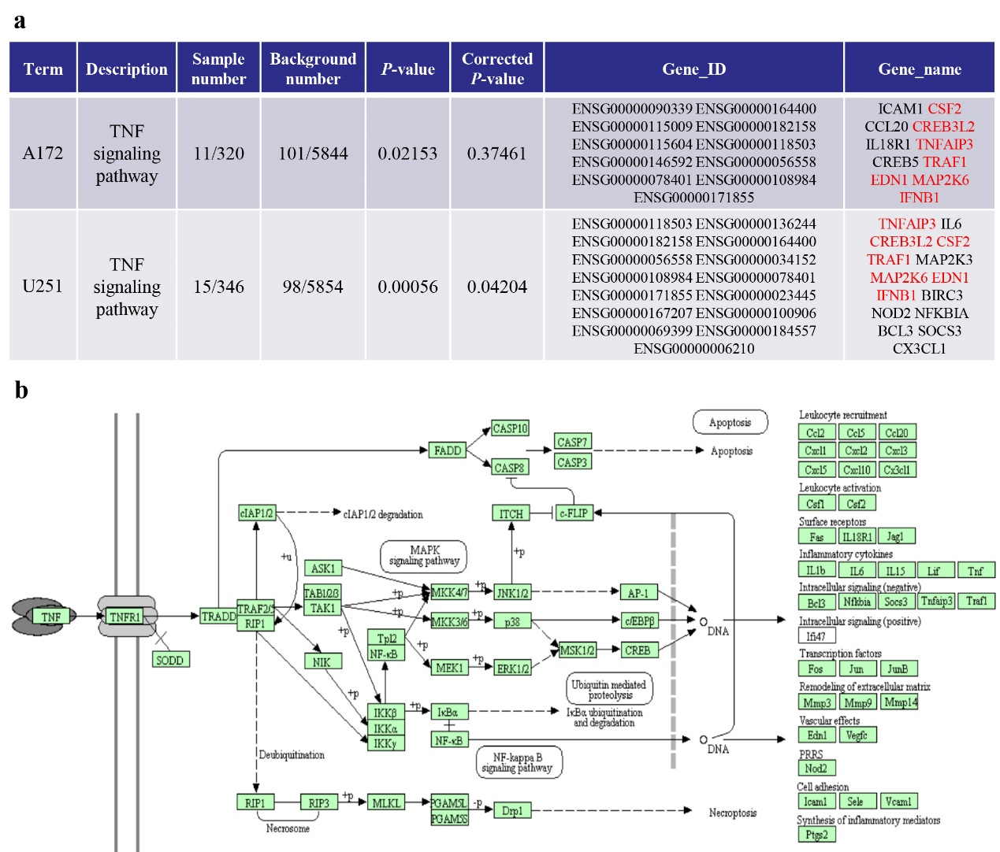 a
Term Description Sample number Background number P-value Corrected P-value Gene_ID Gene_name
A172 TNF signaling pathway 11/320 101/5844 0.02153 0.37461
ENSG00000090339 ENSG00000164400
ENSG00000115009 ENSG00000182158
ENSG00000115604 ENSG00000118503
ENSG00000146592 ENSG00000056558
ENSG00000078401 ENSG00000108984
ENSG00000171855
ICAM1 CSF2
CCL20 CREB3L2
IL18R1 TNFAIP3
CREB5 TRAF1
EDN1 MAP2K6
IFNB1
U251 TNF signaling pathway 15/346 98/5854 0.00056 0.04204
ENSG00000118503 ENSG00000136244
ENSG00000182158 ENSG00000164400
ENSG00000056558 ENSG00000034152
ENSG00000108984 ENSG00000078401
ENSG00000171855 ENSG00000023445
ENSG00000167207 ENSG00000100906
ENSG00000069399 ENSG00000184557
ENSG00000006210
TNFAIP3 IL6
CREB3L2 CSF2
TRAF1 MAP2K3
MAP2K6 EDN1
IFNB1 BIRC3
NOD2 NFKBIA
BCL3 SOCS3
CX3CL1
b
CASP10
Apoptosis
FADD
CASP7
Apoptosis
CASP8
CASP3
cIAP1/2
cIAP1/2 degradation
ITCH
c-FLIP
+u
MAPK
signaling pathway
+p
ASK1
TAB1/2/3
TAK1
+p
MKK4/7
+p
JNK1/2
AP-1
TNF
TNFR1
TRADD
TRAF2/5
RIP1
+p
MKK3/6
+p
p38
c/EBPβ
DNA
SODD
+p
Tpl2
NF-κB
+p
MSK1/2
CREB
NIK
MEK1
+p
ERK1/2
+p
Ubiquitin mediated
proteolysis
IKKβ
IKKα
IKKγ
+p
IκBα
IκBα ubiquitination
and degradation
NF-κB
DNA
Deubiquitination
NF-kappa B
signaling pathway
RIP1
RIP3
+p
MLKL
PGAM5L
PGAM5S
-p
Drp1
Necroptosis
Necrosome
Leukocyte recruitment
Ccl2 Ccl5 Ccl20
Cxcl1 Cxcl2 Cxcl3
Cxcl5 Cxcl10 Cx3cl1
Leukocyte activation
Csf1 Csf2
Surface receptors
Fas IL18R1 Jag1
Inflammatory cytokines
IL1b IL6 IL15 Lif Tnf
Intracellular signaling (negative)
Bcl3 Nfkbia Socs3 Tnfaip3 Traf1
Intracellular signaling (positive)
Ifi47
Transcription factors
Fos Jun JunB
Remodeling of extracellular matrix
Mmp3 Mmp9 Mmp14
Vascular effects
Edn1 Vegfc
PRRS
Nod2
Cell adhesion
Icam1 Sele Vcam1
Synthesis of inflammatory mediators
Ptgs2